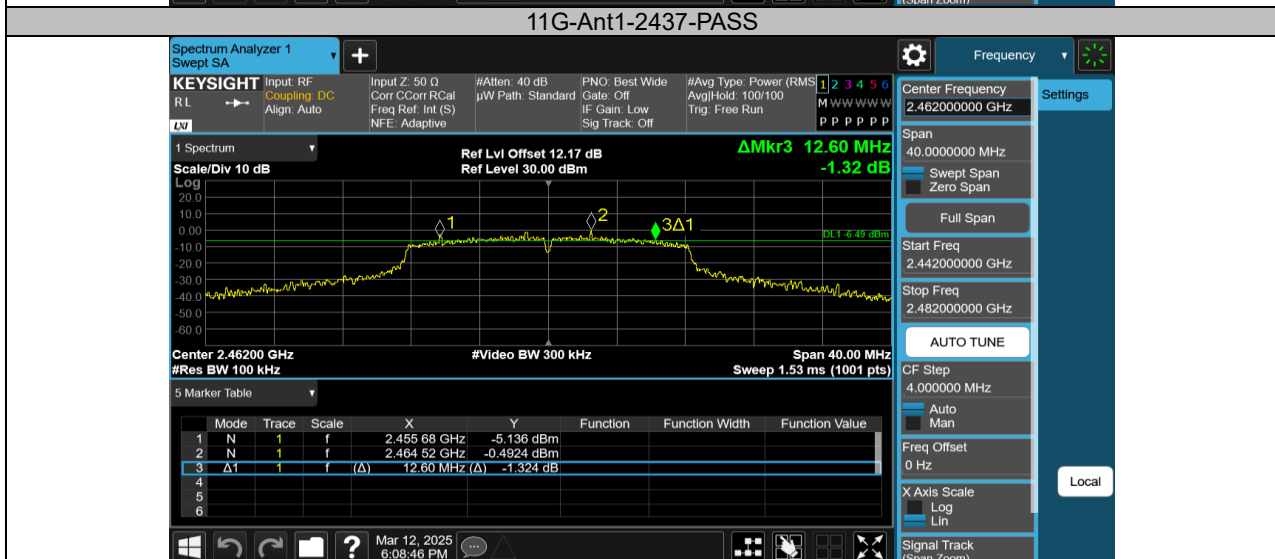 (Span Zoom)
11G-Ant1-2437-PASS
Spectrum Analyzer 1
Swept SA
+
Frequency
KEYSIGHT
R L
LXI
Input: RF
Coupling: DC
Align: Auto
Input Z: 50 Ω
Corr CCorr RCal
Freq Ref: Int (S)
NFE: Adaptive
#Atten: 40 dB
µW Path: Standard
PNO: Best Wide
Gate: Off
IF Gain: Low
Sig Track: Off
#Avg Type: Power (RMS
Avg|Hold: 100/100
Trig: Free Run
1 2 3 4 5 6
M W W W W W
P P P P P P
1 Spectrum
Scale/Div 10 dB
Ref Lvl Offset 12.17 dB
Ref Level 30.00 dBm
ΔMkr3 12.60 MHz
-1.32 dB
Log
20.0
10.0
0.00
-10.0
-20.0
-30.0
-40.0
-50.0
-60.0
1
2
3Δ1
DL1 -6.49 dBm
Center 2.46200 GHz
#Res BW 100 kHz
#Video BW 300 kHz
Span 40.00 MHz
Sweep 1.53 ms (1001 pts)
5 Marker Table
Mode Trace Scale X Y Function Function Width Function Value
1 N 1 f 2.455 68 GHz -5.136 dBm
2 N 1 f 2.464 52 GHz -0.4924 dBm
3 Δ1 1 f (Δ) 12.60 MHz (Δ) -1.324 dB
4
5
6
Mar 12, 2025
6:08:46 PM
?
Center Frequency
2.462000000 GHz
Settings
Span
40.0000000 MHz
Swept Span
Zero Span
Full Span
Start Freq
2.442000000 GHz
Stop Freq
2.482000000 GHz
AUTO TUNE
CF Step
4.000000 MHz
Auto
Man
Freq Offset
0 Hz
X Axis Scale
Log
Lin
Local
Signal Track
(Span Zoom)